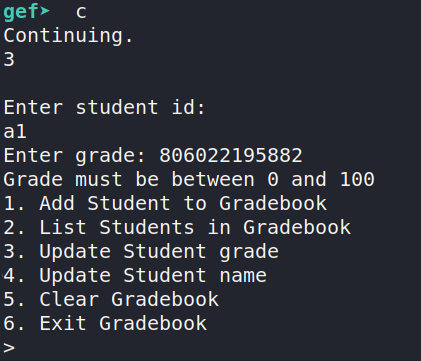 gef➤  c
Continuing.
3

Enter student id:
a1
Enter grade: 806022195882
Grade must be between 0 and 100
1. Add Student to Gradebook
2. List Students in Gradebook
3. Update Student grade
4. Update Student name
5. Clear Gradebook
6. Exit Gradebook
>